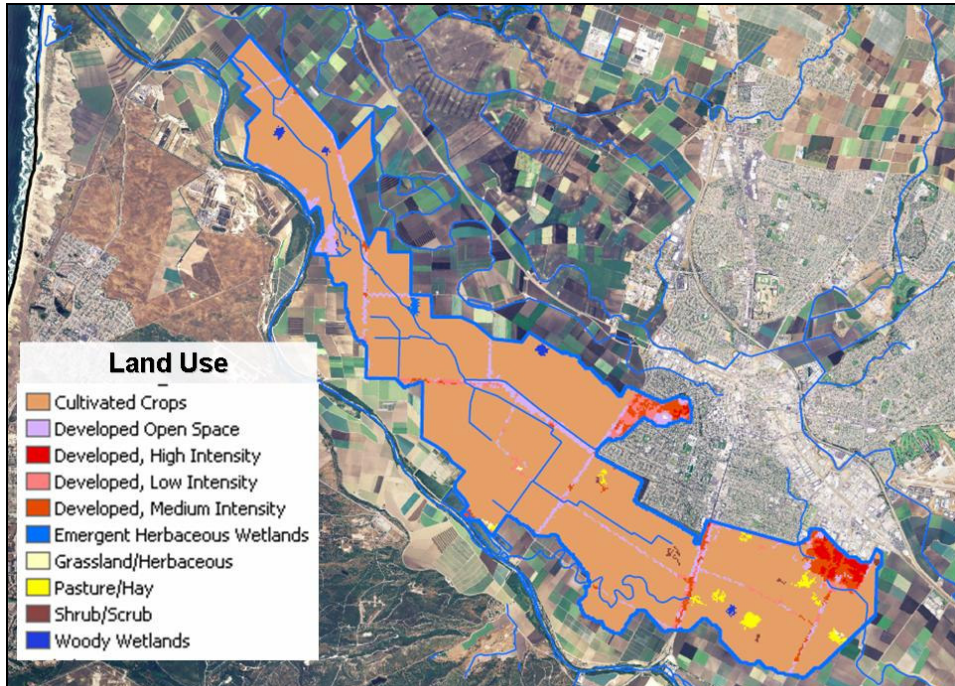 Land Use
Cultivated Crops
Developed Open Space
Developed, High Intensity
Developed, Low Intensity
Developed, Medium Intensity
Emergent Herbaceous Wetlands
Grassland/Herbaceous
Pasture/Hay
Shrub/Scrub
Woody Wetlands